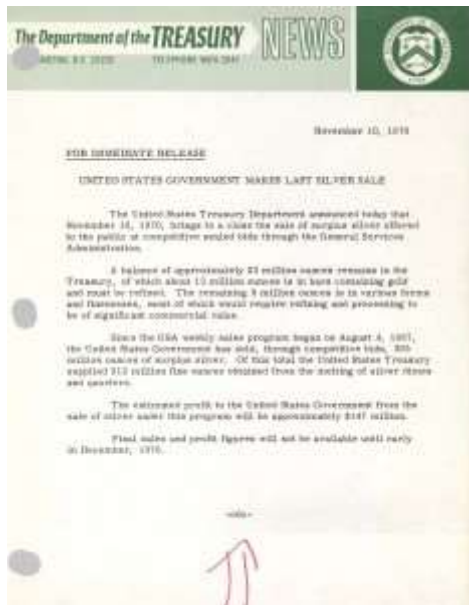 The Department of the TREASURY NEWS
TELEPHONE
November 10, 1970
FOR IMMEDIATE RELEASE
UNITED STATES GOVERNMENT MAKES LAST SILVER SALE
The United States Treasury Department announced today that
November 10, 1970, brings to a close the sale of surplus silver offered
to the public at competitive sealed bids through the General Services
Administration.
A balance of approximately million ounces remains in the
Treasury, of which about million ounces is in bars containing gold
and must be refined. The remaining million ounces is in various forms
and finenesses, most of which would require refining and processing to
be of significant commercial value.
Since the GSA weekly sales program began on August 4, 1967,
the United States Government has sold, through competitive bids,
million ounces of surplus silver. Of this total the United States Treasury
supplied 212 million fine ounces obtained from the melting of silver dimes
and quarters.
The estimated profit to the United States Government from the
sale of silver under this program will be approximately million.
Final sales and profit figures will not be available until early
in December, 1970.